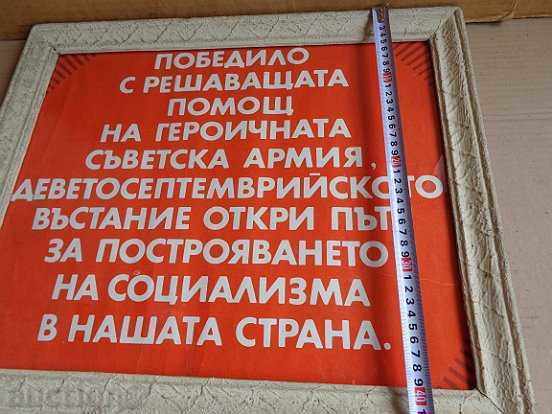 ПОБЕДИЛО
С РЕШАВАЩАТА
ПОМОЩ
НА ГЕРОИЧНАТА
СЪВЕТСКА АРМИЯ,
ДЕВЕТОСЕПТЕМВРИЙСКОТО
ВЪСТАНИЕ ОТКРИ ПЪТ
ЗА ПОСТРОЯВАНЕТО
НА СОЦИАЛИЗМА
В НАШАТА СТРАНА.